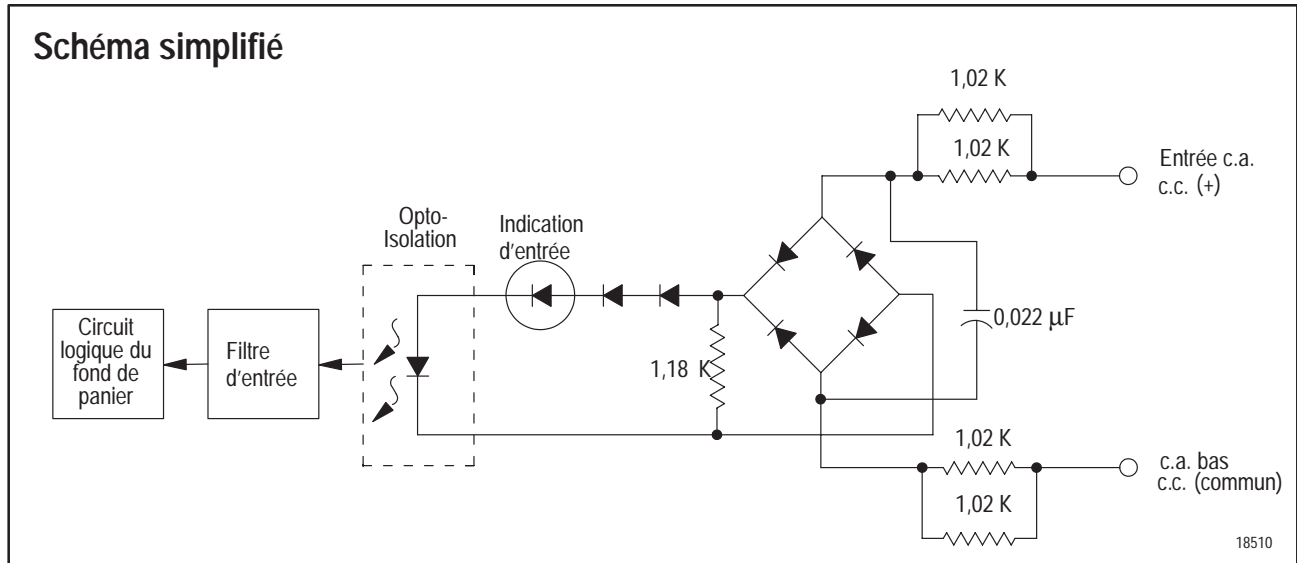 Schéma simplifié
1,02 K
1,02 K
Entrée c.a.
c.c. (+)
Opto-
Isolation
Indication
d'entrée
0,022 µF
Circuit
logique du
fond de
panier
Filtre
d'entrée
1,18 K
1,02 K
c.a. bas
c.c. (commun)
1,02 K
18510